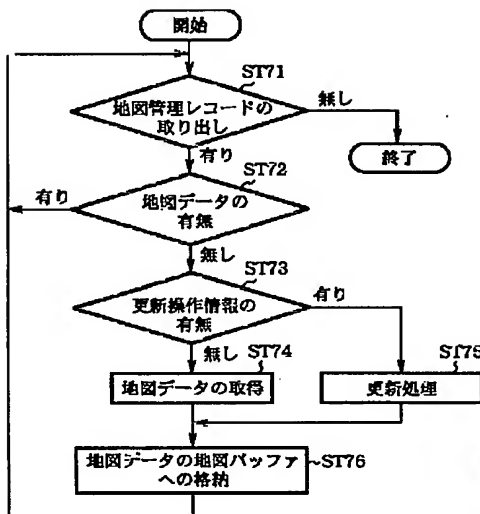 開始
ST71
地図管理レコードの
取り出し
無し
終了
有り
ST72
有り
地図データの
有無
無し
ST73
更新操作情報の
有無
有り
無し
ST74
ST75
地図データの取得
更新処理
地図データの地図バッファ
への格納
ST76